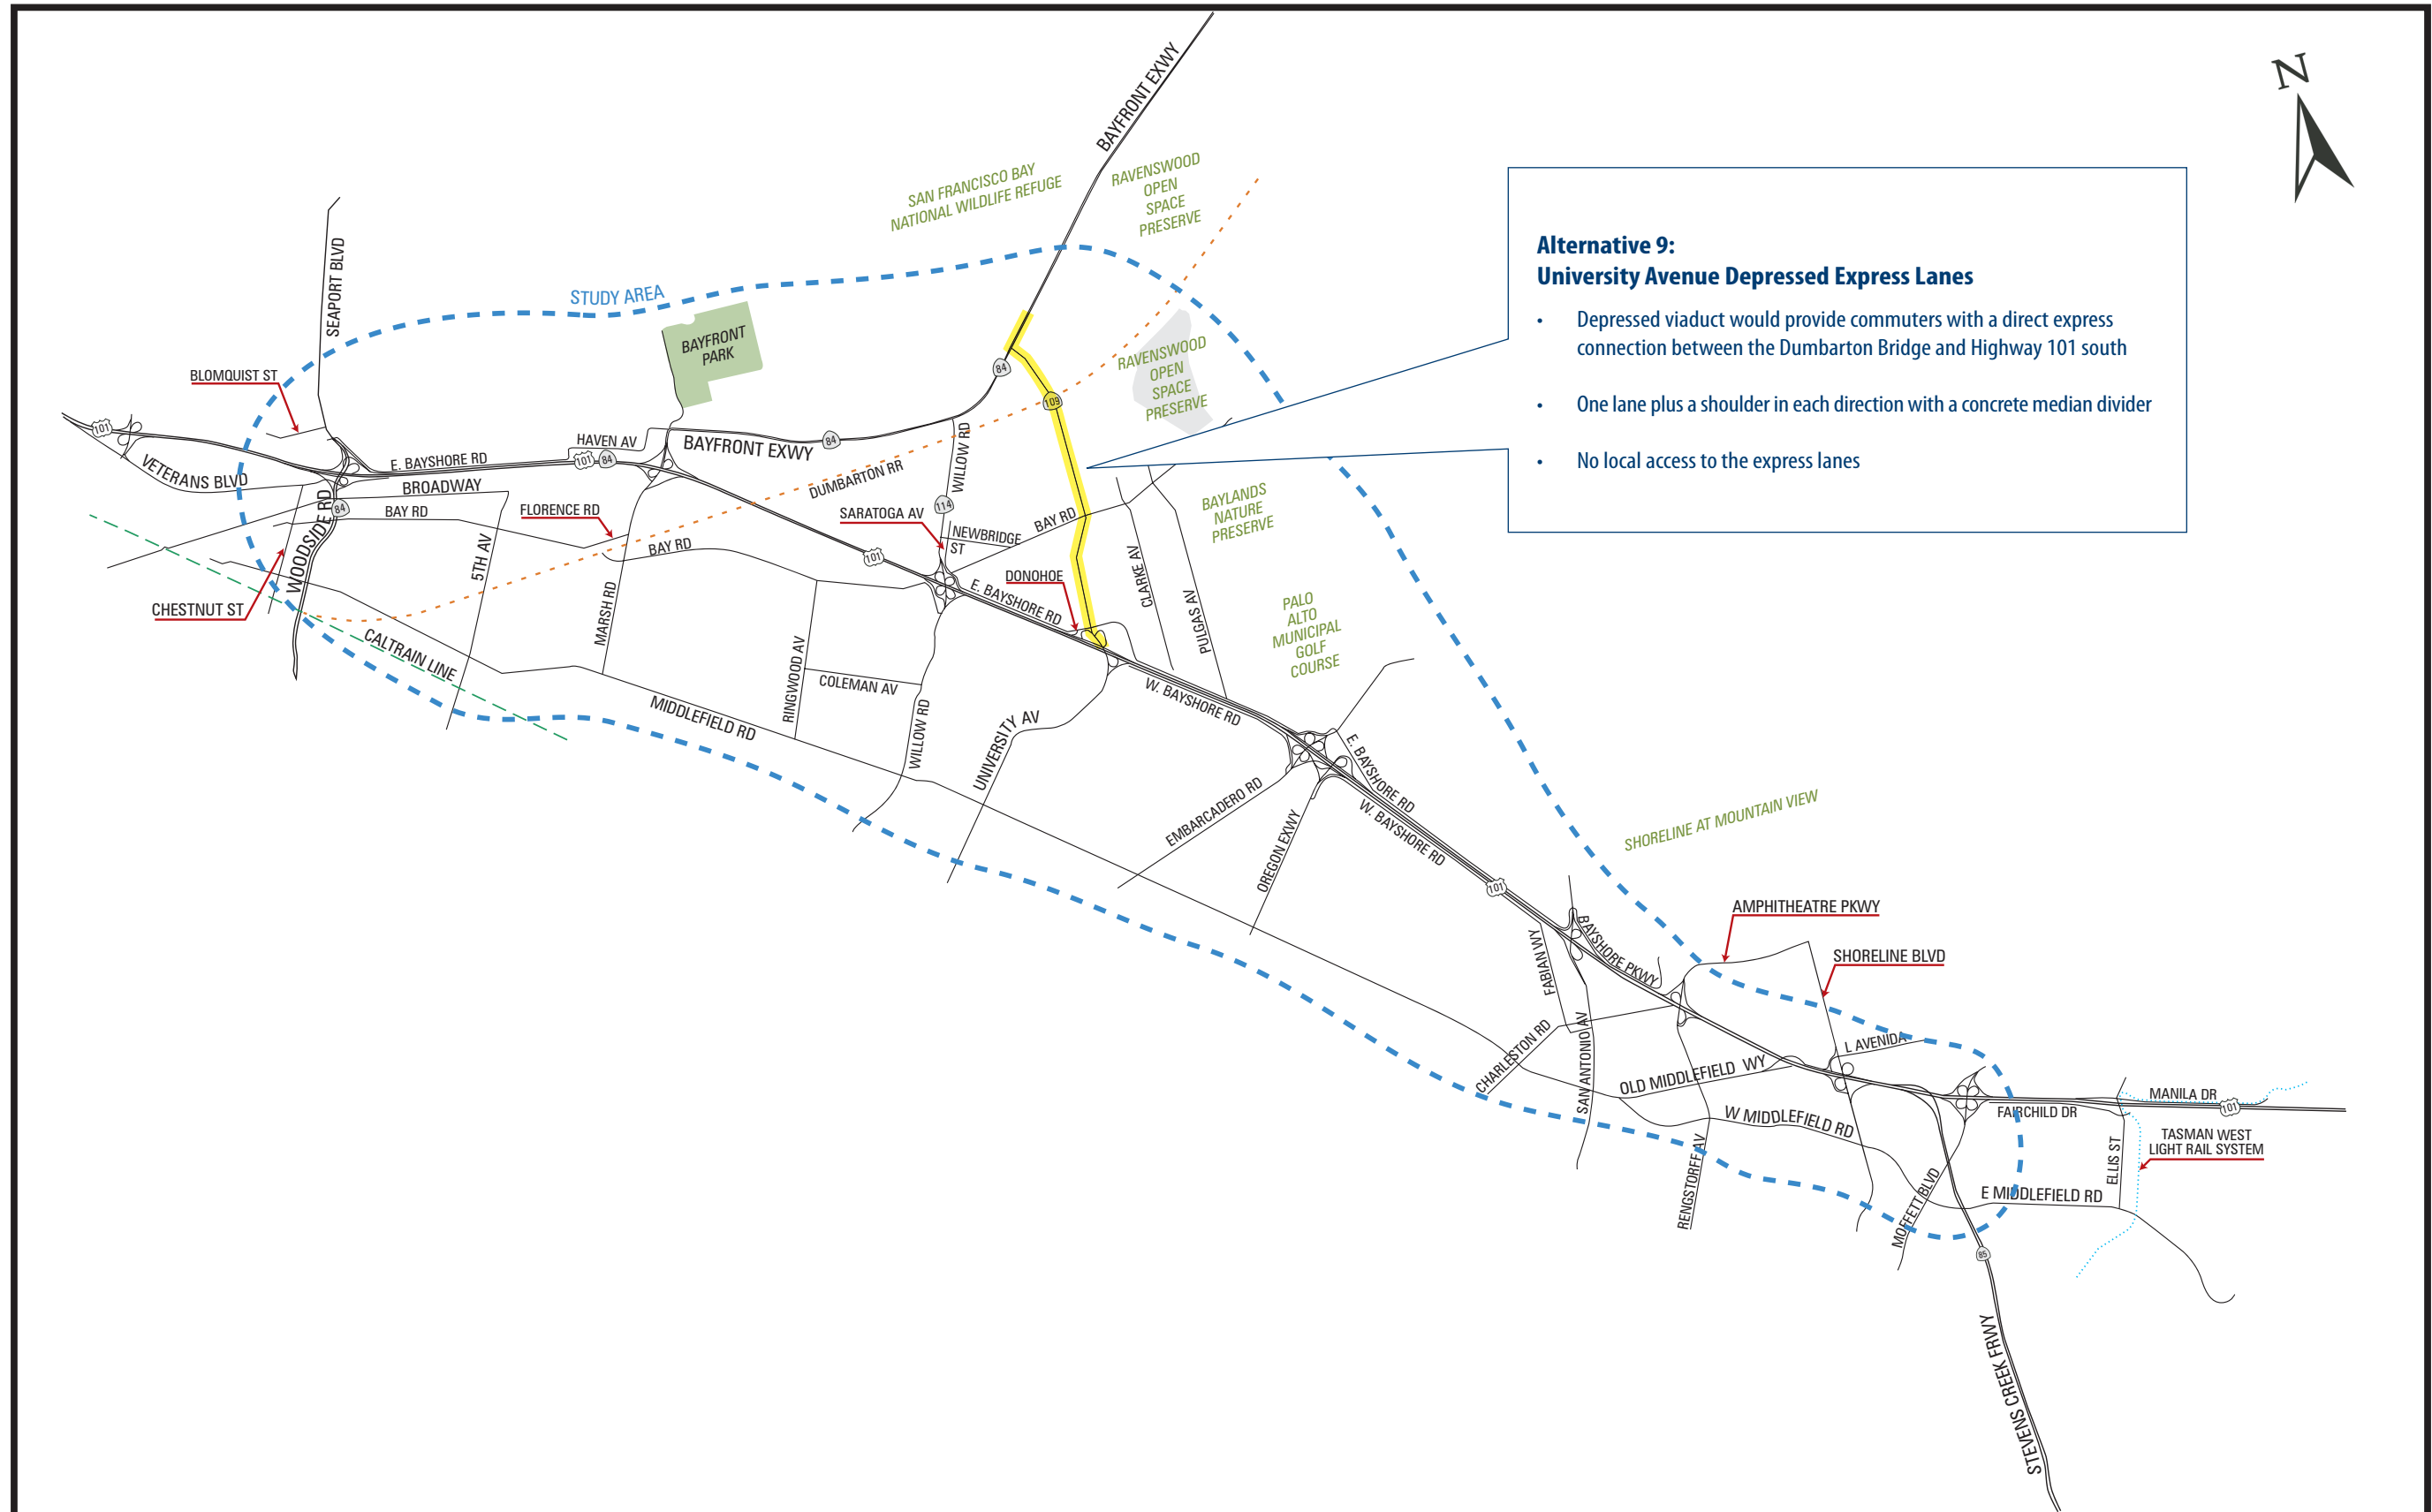 N
BAYFRONT EXWY
SAN FRANCISCO BAY
NATIONAL WILDLIFE REFUGE
RAVENSWOOD
OPEN
SPACE
PRESERVE
Alternative 9:
University Avenue Depressed Express Lanes
• Depressed viaduct would provide commuters with a direct express
connection between the Dumbarton Bridge and Highway 101 south
• One lane plus a shoulder in each direction with a concrete median divider
• No local access to the express lanes
SEAPORT BLVD
STUDY AREA
BAYFRONT
PARK
RAVENSWOOD
OPEN
SPACE
PRESERVE
84
109
BLOMQUIST ST
101
VETERANS BLVD
E. BAYSHORE RD
HAVEN AV
101
84
BAYFRONT EXWY
84
WILLOW RD
DUMBARTON RR
BROADWAY
BAY RD
84
WOODSIDE RD
FLORENCE RD
SARATOGA AV
114
NEWBRIDGE
ST
BAY RD
BAYLANDS
NATURE
PRESERVE
5TH AV
BAY RD
101
DONOHOE
E. BAYSHORE RD
CLARKE AV
PULGAS AV
CHESTNUT ST
MARSH RD
CALTRAIN LINE
RINGWOOD AV
COLEMAN AV
PALO
ALTO
MUNICIPAL
GOLF
COURSE
MIDDLEFIELD RD
WILLOW RD
UNIVERSITY AV
W. BAYSHORE RD
E. BAYSHORE RD
W. BAYSHORE RD
EMBARCADERO RD
OREGON EXWY
SHORELINE AT MOUNTAIN VIEW
101
AMPHITHEATRE PKWY
SHORELINE BLVD
BAYSHORE PKWY
FABIAN WY
CHARLESTON RD
SAN ANTONIO AV
L AVENIDA
OLD MIDDLEFIELD WY
W MIDDLEFIELD RD
RENGSTORFF AV
MANILA DR
101
FAIRCHILD DR
TASMAN WEST
LIGHT RAIL SYSTEM
ELLIS ST
E MIDDLEFIELD RD
MOFFETT BLVD
85
STEVENS CREEK FRWY